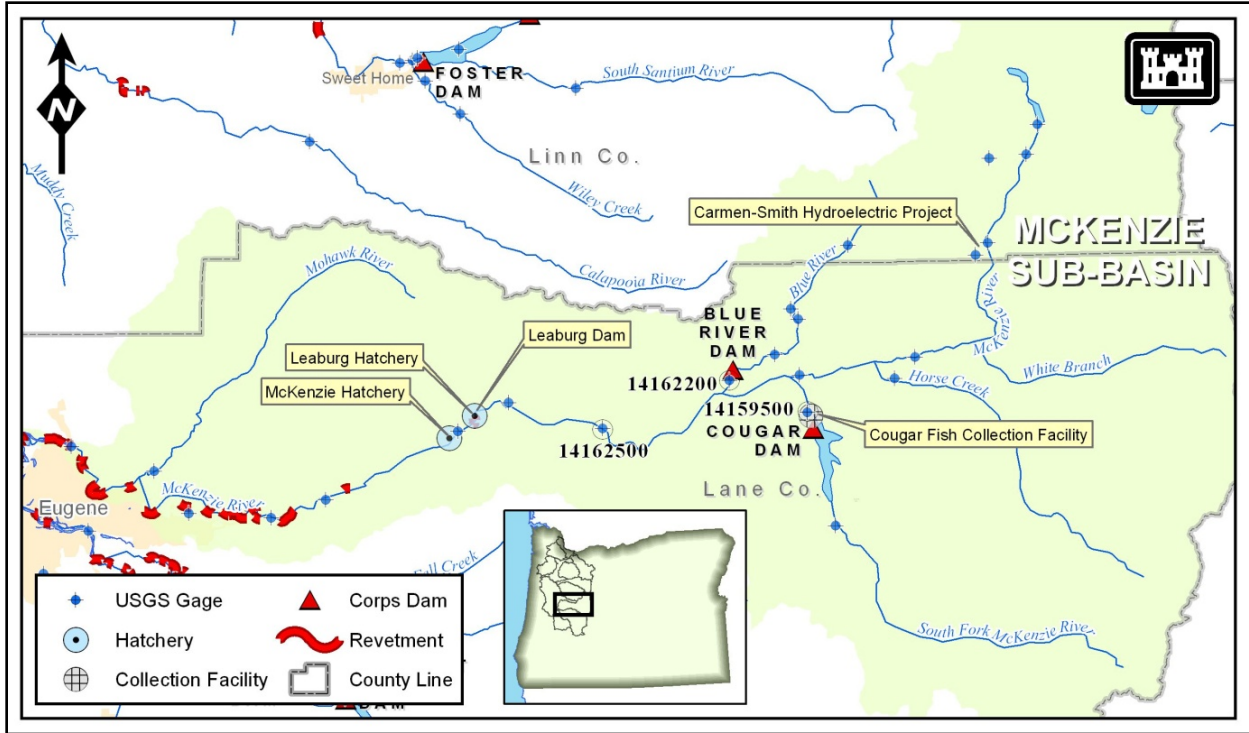 N
Sweet Home
FOSTER
DAM
South Santium River
Linn Co.
Wiley Creek
Muddy Creek
Calapooia River
Carmen-Smith Hydroelectric Project
MCKENZIE
SUB-BASIN
Mohawk River
Blue River
McKenzie River
BLUE
RIVER
DAM
Leaburg Dam
Leaburg Hatchery
McKenzie Hatchery
White Branch
Horse Creek
14162200
14159500
COUGAR
DAM
Cougar Fish Collection Facility
14162500
McKenzie River
Eugene
Lane Co.
Fall Creek
South Fork McKenzie River
USGS Gage
Corps Dam
Hatchery
Revetment
Collection Facility
County Line
DAM